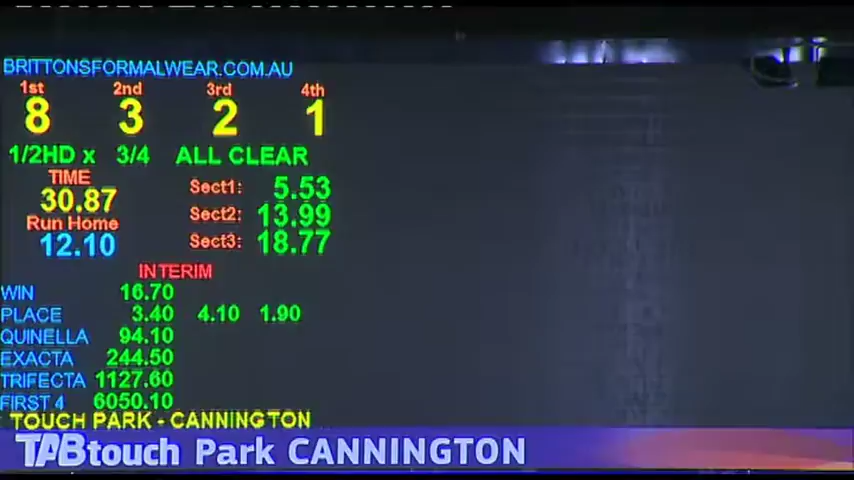 BRITTONSFORMALWEAR.COM.AU
1st 2nd 3rd 4th
8 3 2 1
1/2HD x 3/4 ALL CLEAR
TIME
30.87
Run Home
12.10
Sect1: 5.53
Sect2: 13.99
Sect3: 18.77
INTERIM
WIN 16.70
PLACE 3.40 4.10 1.90
QUINELLA 94.10
EXACTA 244.50
TRIFECTA 1127.60
FIRST 4 6050.10
TOUCH PARK - CANNINGTON
TABtouch Park CANNINGTON